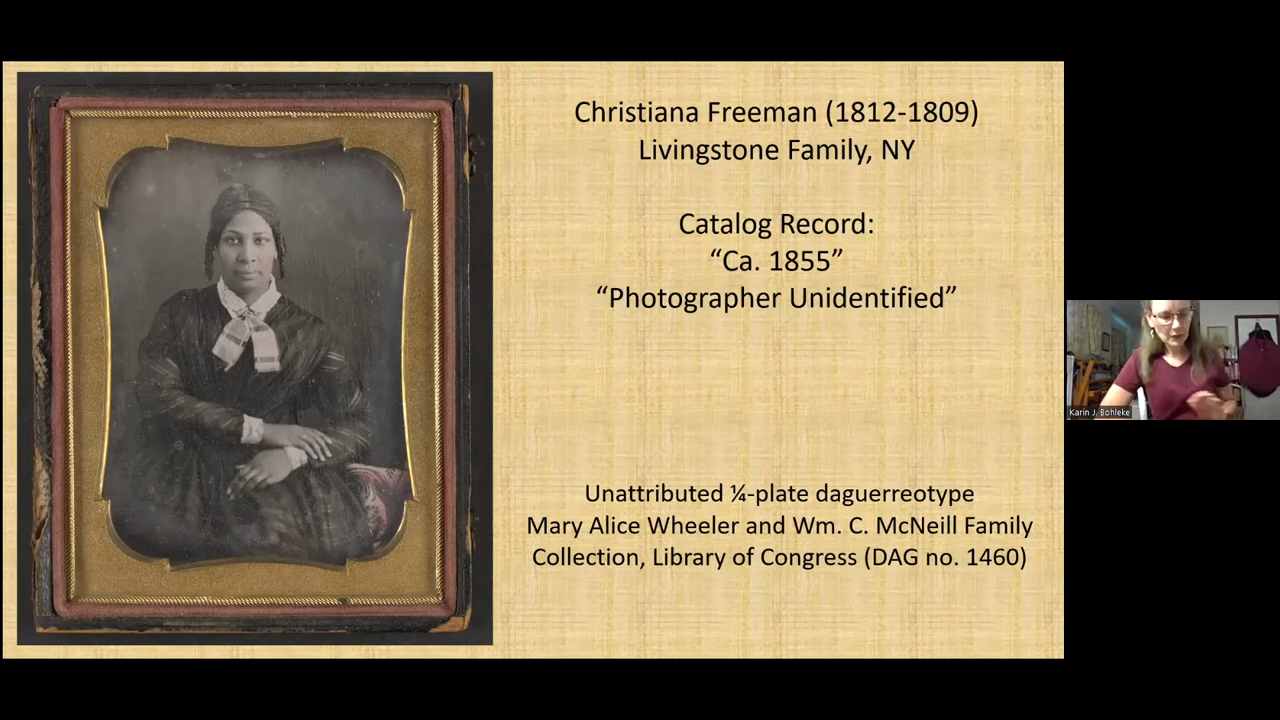 Christiana Freeman (1812-1809)
Livingstone Family, NY
Catalog Record:
“Ca. 1855”
“Photographer Unidentified”
Unattributed ¼-plate daguerreotype
Mary Alice Wheeler and Wm. C. McNeill Family
Collection, Library of Congress (DAG no. 1460)
Karin J. Bohleke